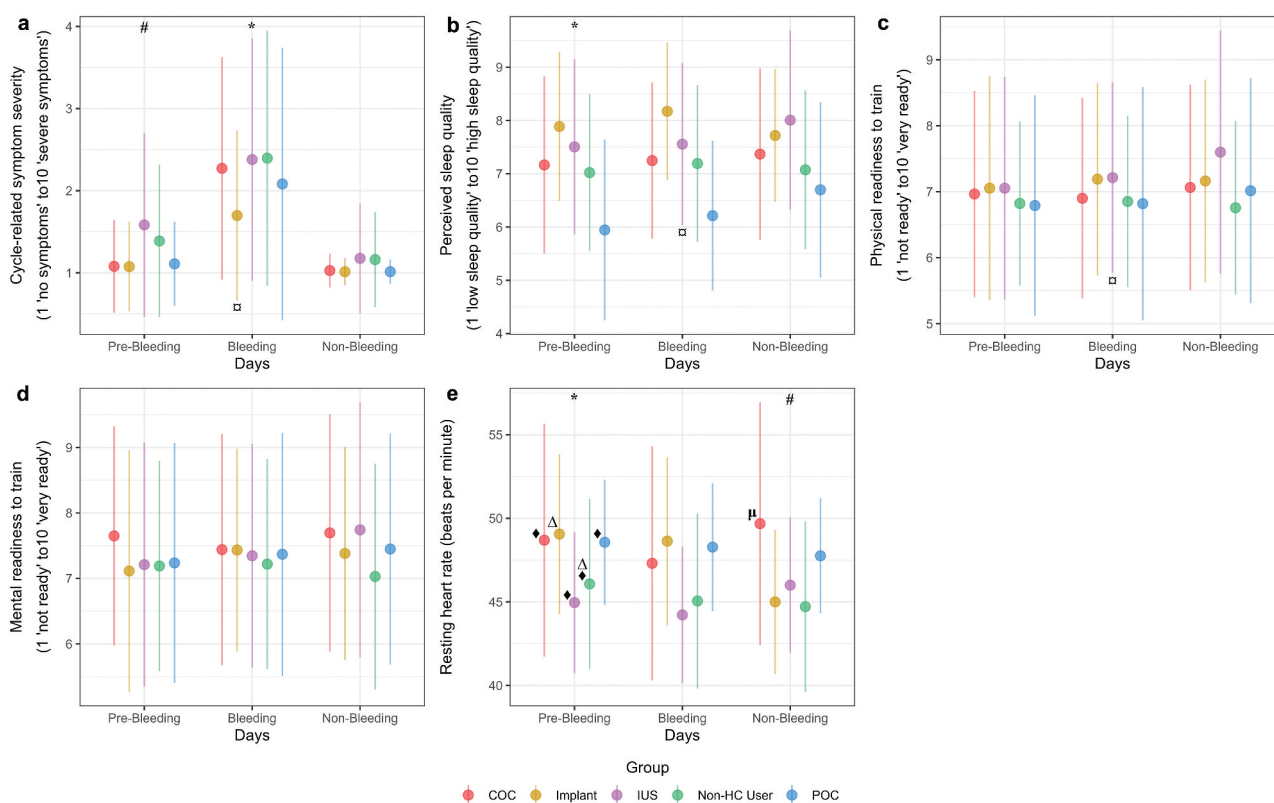 a
#
*
Cycle-related symptom severity
(1 'no symptoms' to10 'severe symptoms')
4
3
2
1
¤
Pre-Bleeding Bleeding Non-Bleeding
Days
b
*
Perceived sleep quality
(1 'low sleep quality' to10 'high sleep quality')
9
8
7
6
5
4
¤
Pre-Bleeding Bleeding Non-Bleeding
Days
c
Physical readiness to train
(1 'not ready' to10 'very ready')
9
8
7
6
5
¤
Pre-Bleeding Bleeding Non-Bleeding
Days
d
Mental readiness to train
(1 'not ready' to10 'very ready')
9
8
7
6
Pre-Bleeding Bleeding Non-Bleeding
Days
e
* #
Resting heart rate (beats per minute)
55
50
45
40
♦ Δ ♦
♦ ♦ Δ
μ
Pre-Bleeding Bleeding Non-Bleeding
Days
Group
COC Implant IUS Non-HC User POC